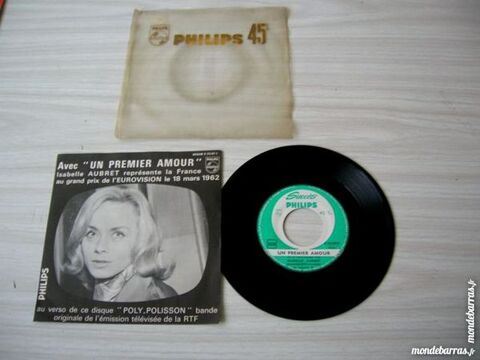 PHILIPS 45
PHILIPS
Avec "UN PREMIER AMOUR"
Isabelle AUBRET représente la France
au grand prix de l'EUROVISION le 18 mars 1962
PHILIPS
au verso de ce disque "POLY.POLISSON" bande
originale de l'émission télévisée de la RTF
Succès
PHILIPS
UN PREMIER AMOUR
mondebarras.fr